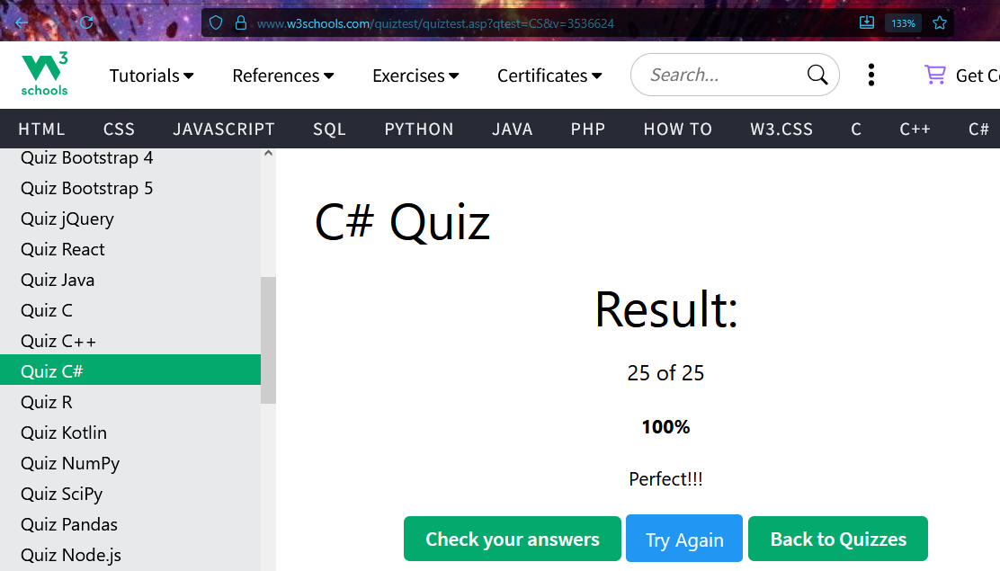 www.w3schools.com/quiztest/quiztest.asp?qtest=CS&v=3536624
133%
W3
schools
Tutorials
References
Exercises
Certificates
Search...
Get C
HTML CSS JAVASCRIPT SQL PYTHON JAVA PHP HOW TO W3.CSS C C++ C#
Quiz Bootstrap 4
Quiz Bootstrap 5
Quiz jQuery
Quiz React
Quiz Java
Quiz C
Quiz C++
Quiz C#
Quiz R
Quiz Kotlin
Quiz NumPy
Quiz SciPy
Quiz Pandas
Quiz Node.js
C# Quiz
Result:
25 of 25
100%
Perfect!!!
Check your answers
Try Again
Back to Quizzes